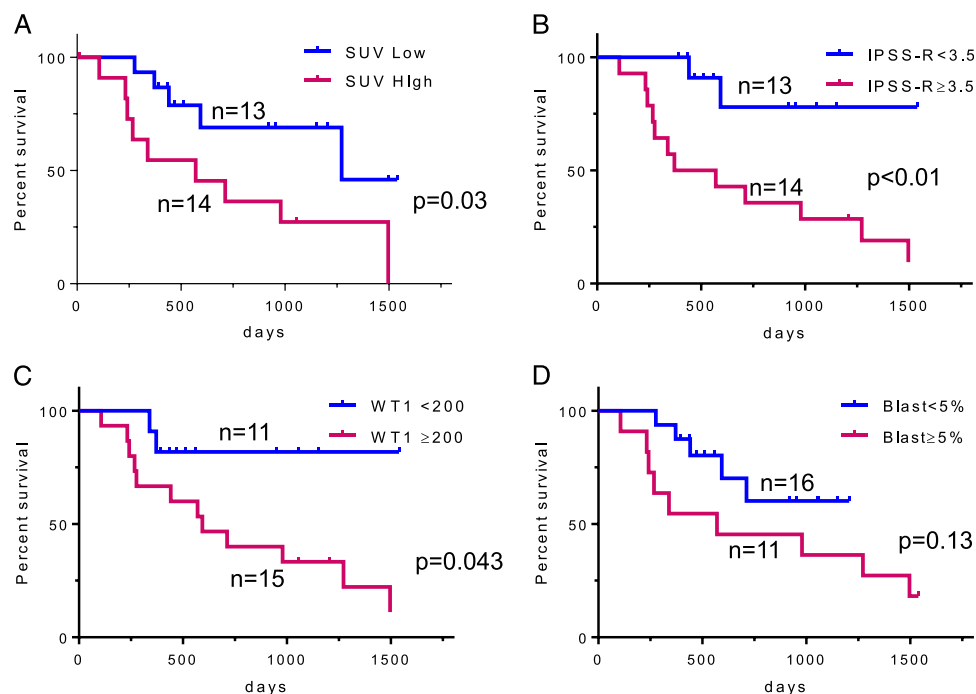 A
SUV Low
SUV HIgh
100
50
0
Percent survival
n=13
n=14
p=0.03
0 500 1000 1500
days
B
IPSS-R<3.5
IPSS-R≥3.5
100
50
0
Percent survival
n=13
n=14
p<0.01
0 500 1000 1500
days
C
WT1 <200
WT1 ≥200
100
50
0
Percent survival
n=11
n=15
p=0.043
0 500 1000 1500
days
D
Blast<5%
Blast≥5%
100
50
0
Percent survival
n=16
n=11
p=0.13
0 500 1000 1500
days